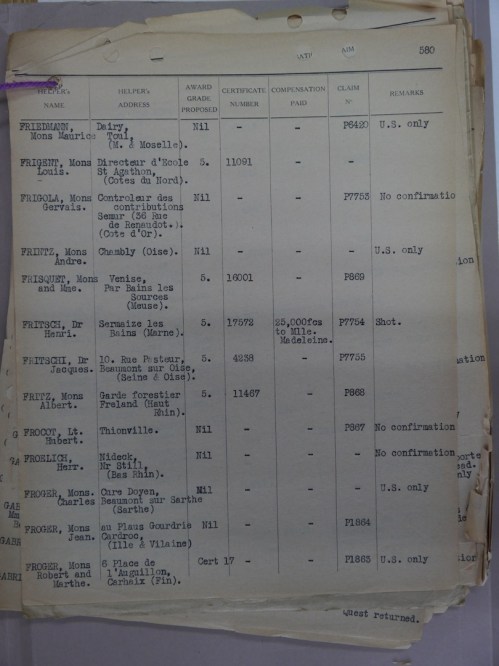 580
HELPER's NAME HELPER's ADDRESS AWARD GRADE PROPOSED CERTIFICATE NUMBER COMPENSATION PAID CLAIM Nº REMARKS
FRIEDMANN, Dairy, Nil - - P6420 U.S. only
Mons Maurice Toul,
(M. & Moselle).
FRIGENT, Mons Directeur d'Ecole 5. 11091 -
Louis. St Agathon,
(Cotes du Nord).
FRIGOLA, Mons Controleur des Nil - - P7753 No confirmatio
Gervais. contributions
Semur (36 Rue
de Renaudot.)
(Cote d'Or).
FRINTZ, Mons Chambly (Oise). Nil - - U.S. only
Andre.
FRISQUET, Mons Venise, 5. 16001 - P869
and Mme. Par Bains les
Sources
(Meuse).
FRITSCH, Dr Sermaize les 5. 17572 25,000fcs P7754 Shot.
Henri. Bains (Marne). to Mlle.
Madeleine.
FRITSCHI, Dr 10. Rue Pasteur, 5. 4238 - P7755
Jacques. Beaumont sur Oise,
(Seine & Oise).
FRITZ, Mons Garde forestier 5. 11467 - P868
Albert. Freland (Haut
Rhin).
FROCOT, Lt. Thionville. Nil - - P867 No confirmation
Hubert.
FROELICH, Nideck, Nil - - No confirmation
Herr. Nr Still,
(Bas Rhin).
FROGER, Mons. Cure Doyen, Nil - - U.S. only
Charles Beaumont sur Sarthe
(Sarthe)
FROGER, Mons au Plaus Gourdris Nil - - P1864
Jean. Cardroc,
(Ille & Vilaine)
FROGER, Mons 6 Place de Cert 17 - - P1863 U.S. only
Robert and l'Auguillon,
Marthe. Carhaix (Fin).
Quest returned.